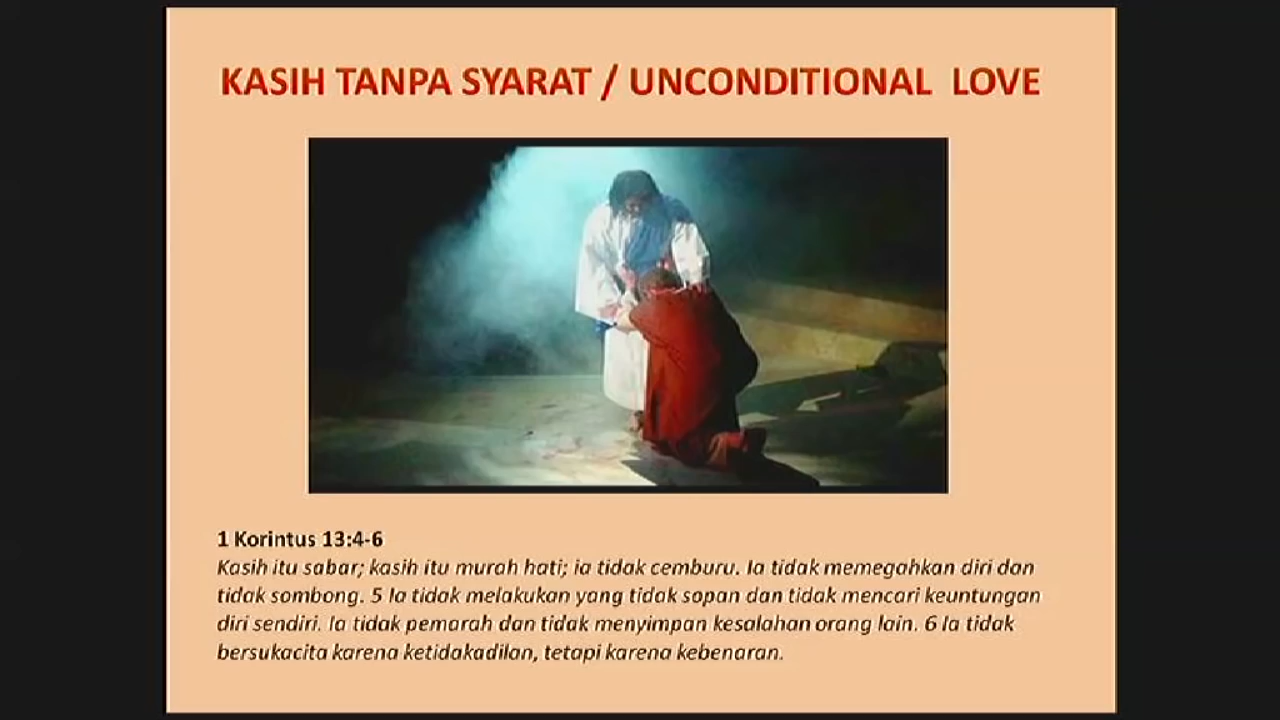 KASIH TANPA SYARAT / UNCONDITIONAL LOVE
1 Korintus 13:4-6
Kasih itu sabar; kasih itu murah hati; ia tidak cemburu. Ia tidak memegahkan diri dan
tidak sombong. 5 Ia tidak melakukan yang tidak sopan dan tidak mencari keuntungan
diri sendiri. Ia tidak pemarah dan tidak menyimpan kesalahan orang lain. 6 Ia tidak
bersukacita karena ketidakadilan, tetapi karena kebenaran.